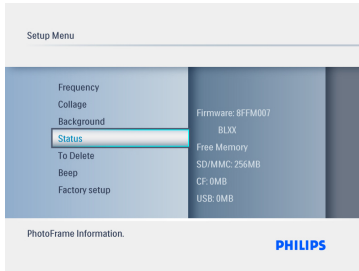 Setup Menu
Frequency
Collage
Background
Status
To Delete
Beep
Factory setup
Firmware: 8FFM007
BLXX
Free Memory
SD/MMC: 256MB
CF: 0MB
USB: 0MB
PhotoFrame Information.
PHILIPS